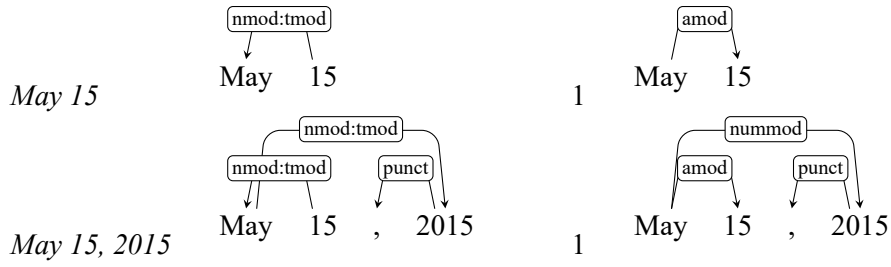 nmod:tmod amod
May 15 May 15
May 15 1
nmod:tmod nummod
nmod:tmod punct amod punct
May 15 , 2015 May 15 , 2015
May 15, 2015 1